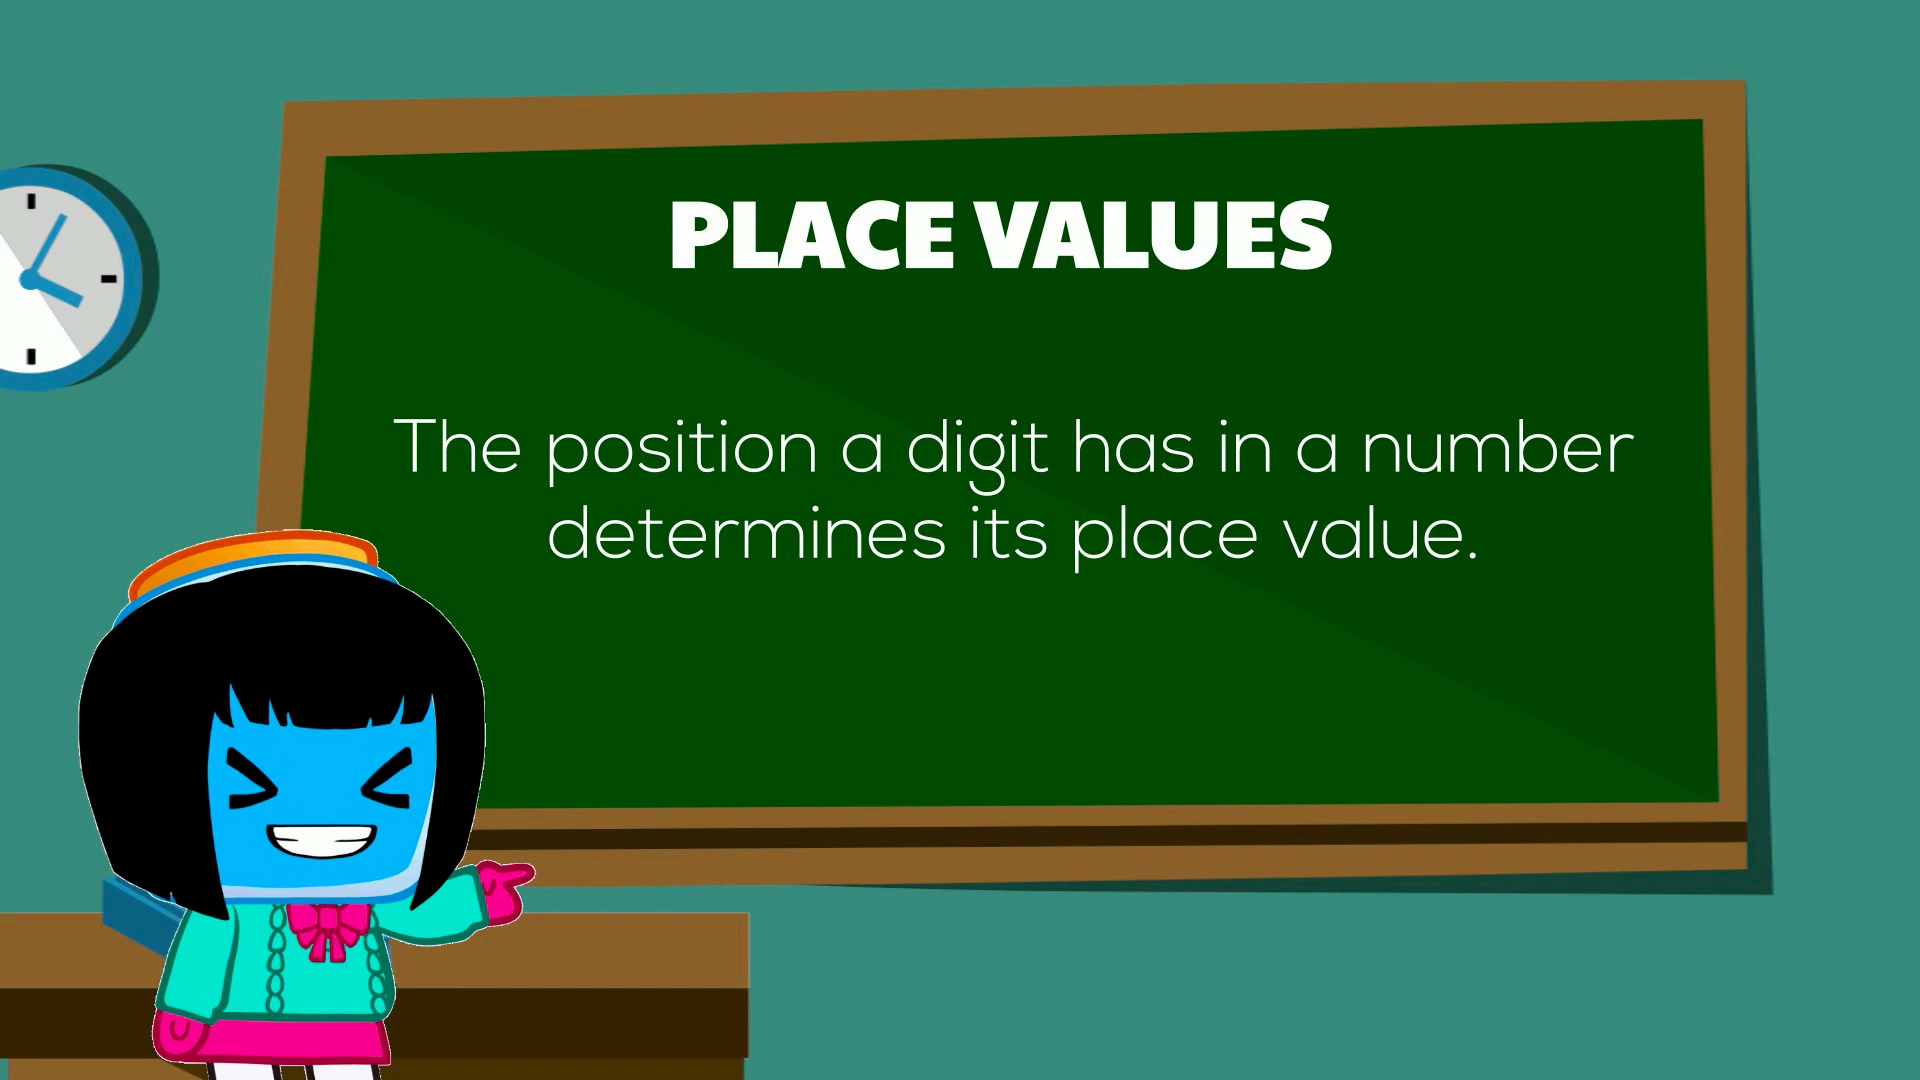 PLACE VALUES
The position a digit has in a number
determines its place value.